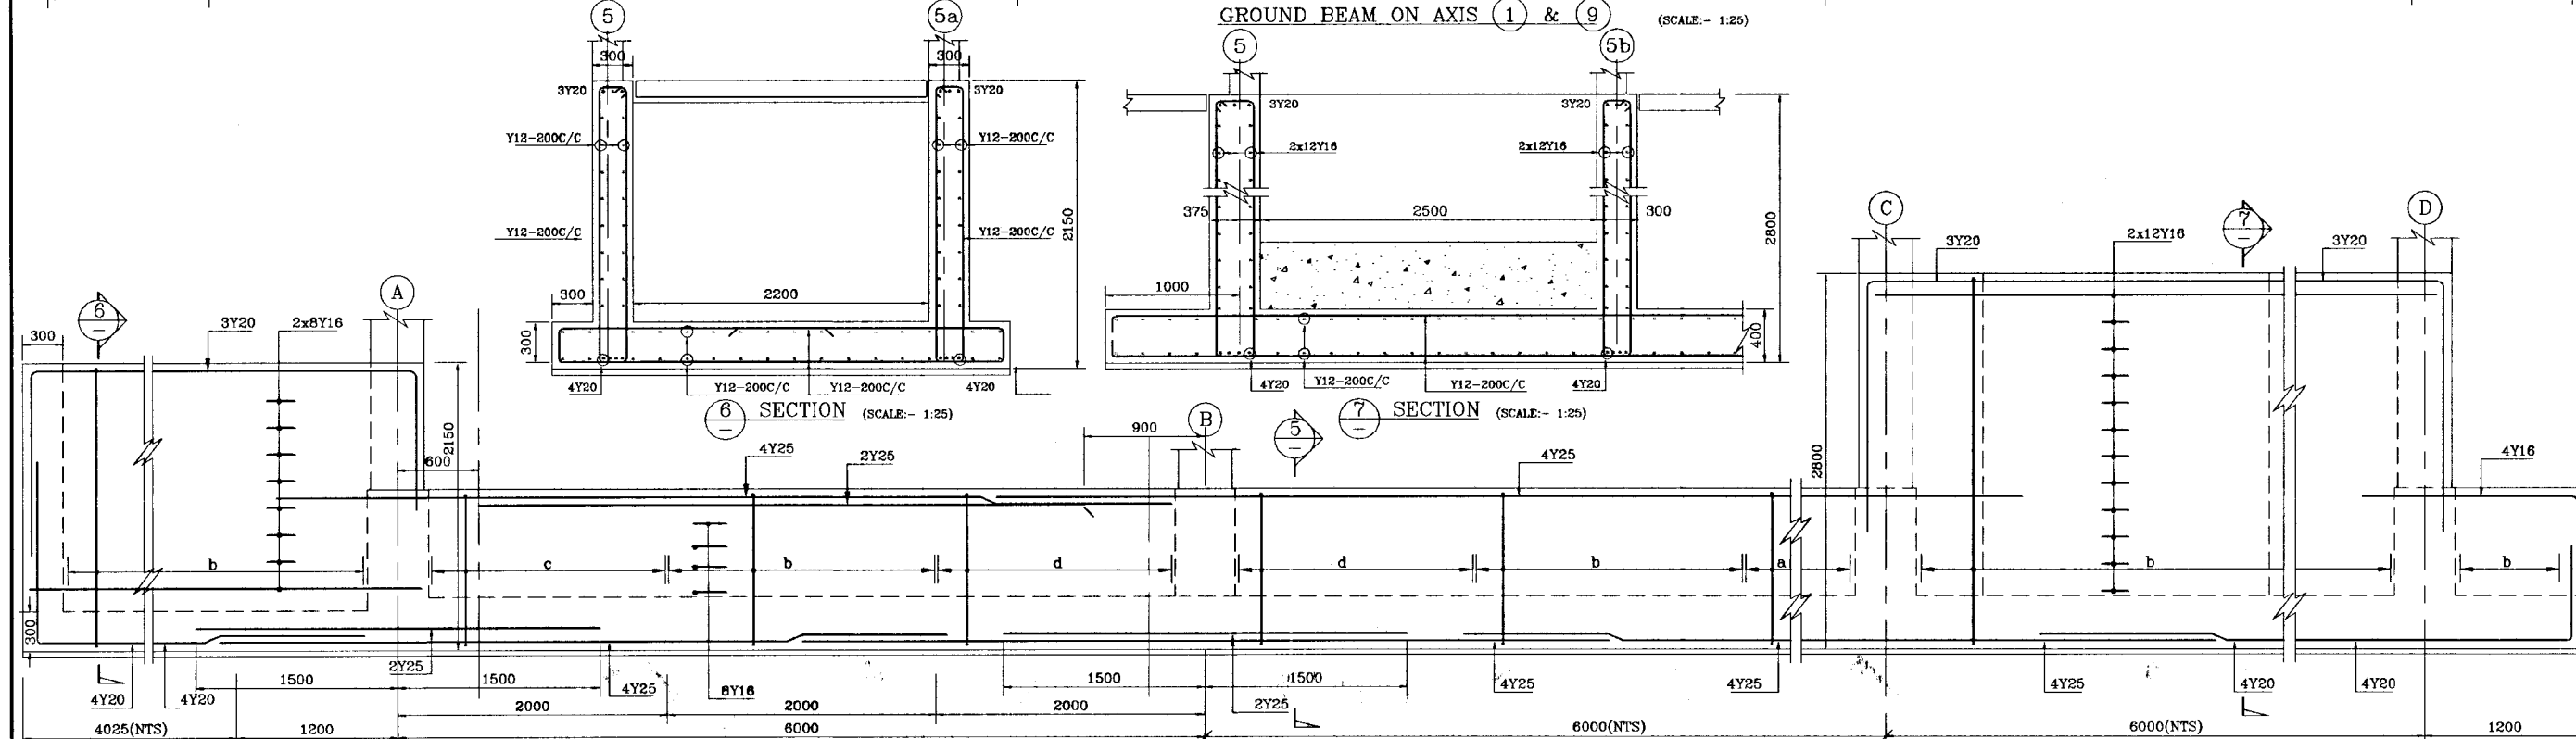 GROUND BEAM ON AXIS 1 & 9 (SCALE:- 1:25)
5 5a
300 300
3Y20 3Y20
Y12-200C/C Y12-200C/C
Y12-200C/C Y12-200C/C
2150
300 2200
300
4Y20 Y12-200C/C Y12-200C/C 4Y20
6 SECTION (SCALE:- 1:25)
5 5b
3Y20 3Y20
2x12Y16 2x12Y16
375 2500 300
2800
1000
400
4Y20 Y12-200C/C Y12-200C/C 4Y20
7 SECTION (SCALE:- 1:25)
6 A B 5 C 7 D
300 3Y20 2x8Y16
3Y20 2x12Y16 3Y20
2150
600 4Y25 2Y25 900 4Y25 2800 4Y16
b c b d d b a b b
300
2Y25
4Y20 4Y20 1500 1500 4Y25 8Y16 1500 1500 2Y25 4Y25 4Y25 4Y25 4Y20 4Y20
2000 2000 2000
4025(NTS) 1200 6000 6000(NTS) 6000(NTS) 1200